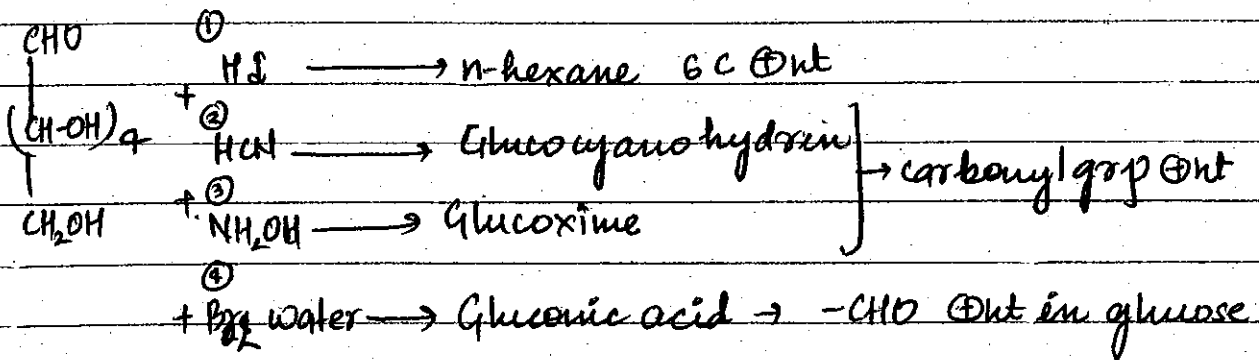 CHO
①
HI → n-hexane 6 C ⊕nt
+
(CH-OH)4
②
HCN → Glucocyanohydrin
→ carbonyl grp ⊕nt
+ ③
NH2OH → Glucoxime
CH2OH
④
+ Br2 water → Gluconic acid → -CHO ⊕nt in glucose